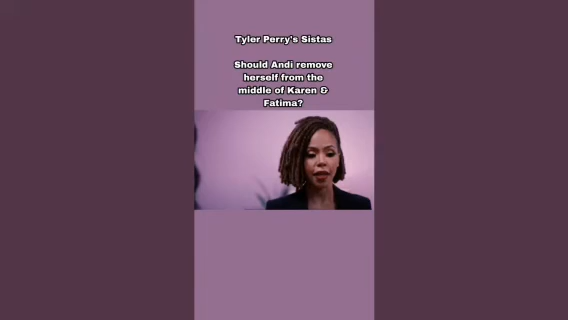 Tyler Perry's Sistas
Should Andi remove
herself from the
middle of Karen &
Fatima?